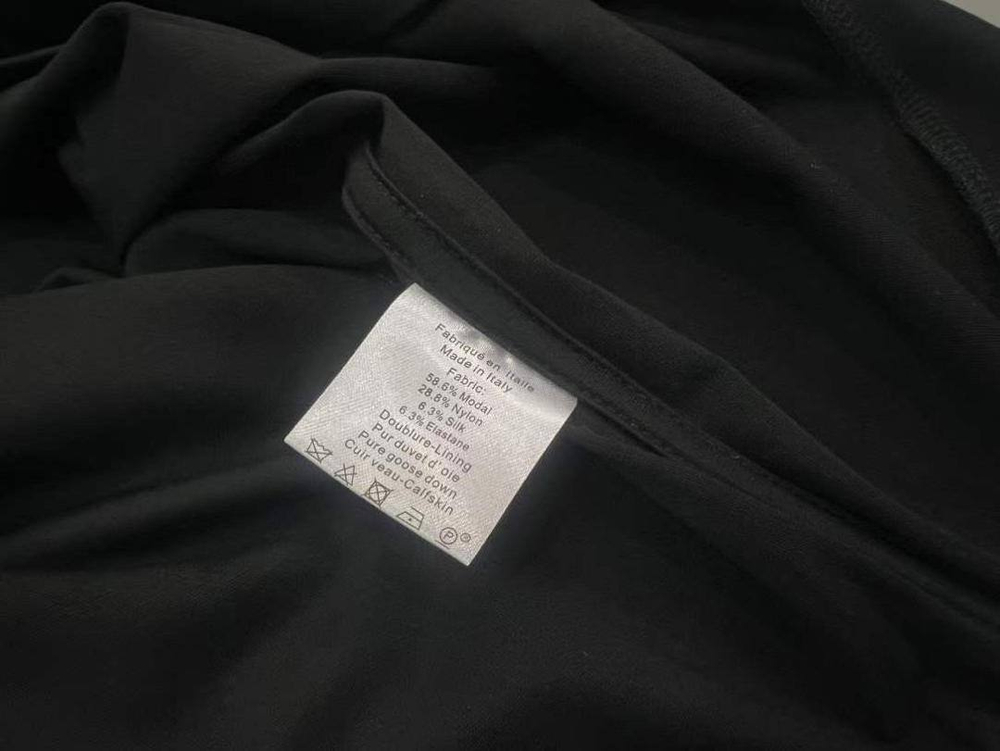 Fabriqué en Italie
Made in Italy
Fabric:
58.6% Modal
28.8% Nylon
6.3% Silk
6.3% Elastane
Doublure-Lining
Pur duvet d' oie
Pure goose down
Cuir veau-Calfskin
P